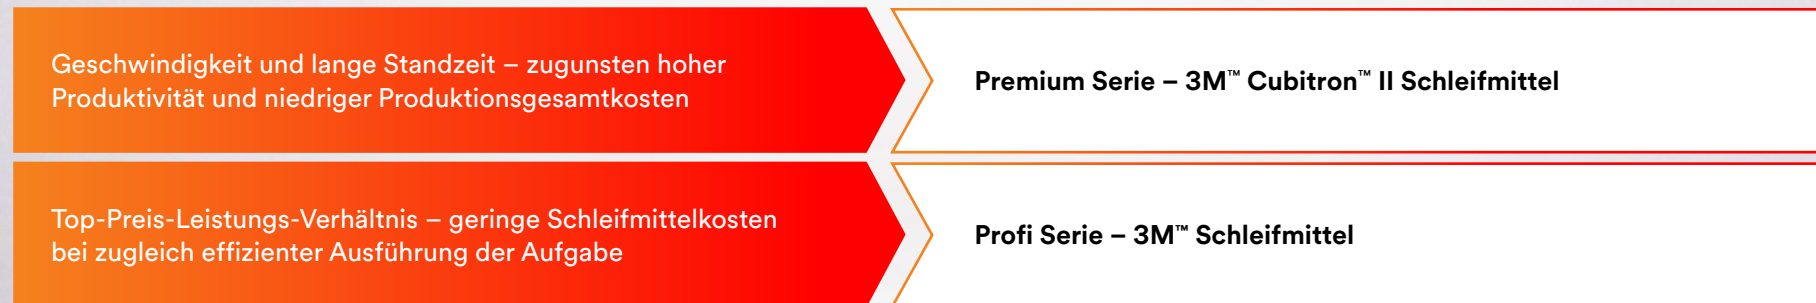 Geschwindigkeit und lange Standzeit – zugunsten hoher
Produktivität und niedriger Produktionsgesamtkosten
Premium Serie – 3M™ Cubitron™ II Schleifmittel
Top-Preis-Leistungs-Verhältnis – geringe Schleifmittelkosten
bei zugleich effizienter Ausführung der Aufgabe
Profi Serie – 3M™ Schleifmittel